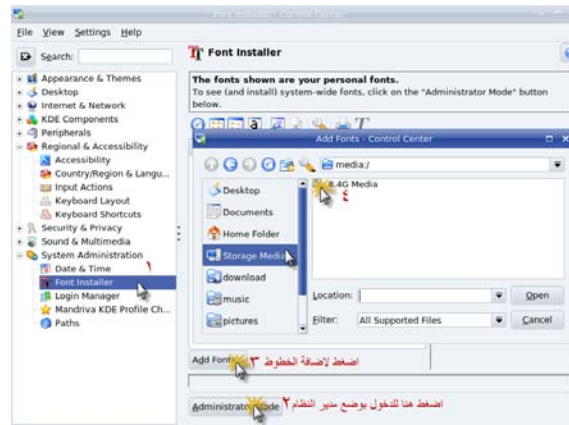 Font Installer - Control Center
File View Settings Help
Search:
Appearance & Themes
Desktop
Internet & Network
KDE Components
Peripherals
Regional & Accessibility
Accessibility
Country/Region & Langu...
Input Actions
Keyboard Layout
Keyboard Shortcuts
Security & Privacy
Sound & Multimedia
System Administration
Date & Time ١
Font Installer
Login Manager
Mandriva KDE Profile Ch...
Paths
Font Installer
The fonts shown are your personal fonts.
To see (and install) system-wide fonts, click on the "Administrator Mode" button
below.
Add Fonts - Control Center
media:/
Desktop
Documents
Home Folder
Storage Media
download
music
pictures
8.4G Media
٤
Location:
Open
Filter: All Supported Files
Cancel
Add Fonts
اضغط لاضافة الخطوط ٣
Administrator Mode
اضغط هنا للدخول بوضع مدير النظام ٢